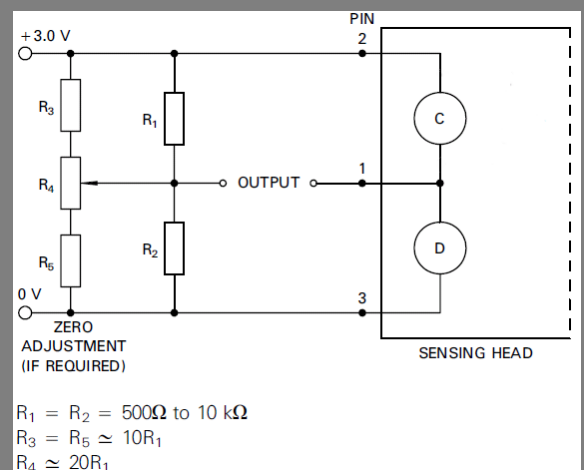 PIN
+3.0 V
2
R₃
R₁
C
1
R₄
OUTPUT
R₂
D
R₅
0 V
3
ZERO
ADJUSTMENT
(IF REQUIRED)
SENSING HEAD
R₁ = R₂ = 500Ω to 10 kΩ
R₃ = R₅ ≃ 10R₁
R₄ ≃ 20R₁